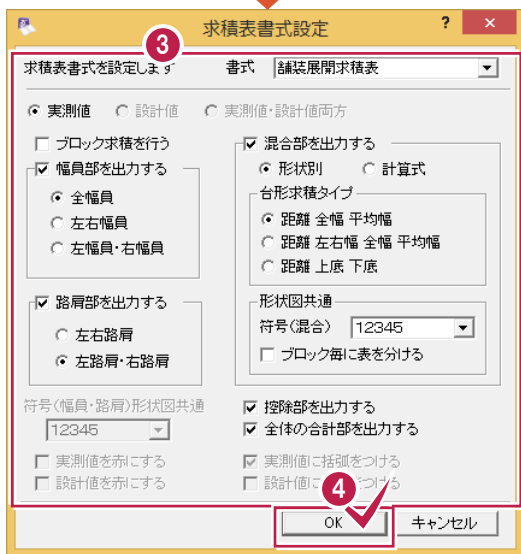 求積表書式設定
? ×
3
求積表書式を設定します 書式 舗装展開求積表
実測値 設計値 実測値・設計値両方
ブロック求積を行う
幅員部を出力する
全幅員
左右幅員
左幅員・右幅員
路肩部を出力する
左右路肩
左路肩・右路肩
符号(幅員・路肩)形状図共通
12345
実測値を赤にする
設計値を赤にする
混合部を出力する
形状別 計算式
台形求積タイプ
距離 全幅 平均幅
距離 左右幅 全幅 平均幅
距離 上底 下底
形状図共通
符号(混合) 12345
ブロック毎に表を分ける
控除部を出力する
全体の合計部を出力する
実測値に括弧をつける
設計値に つける
4
OK キャンセル